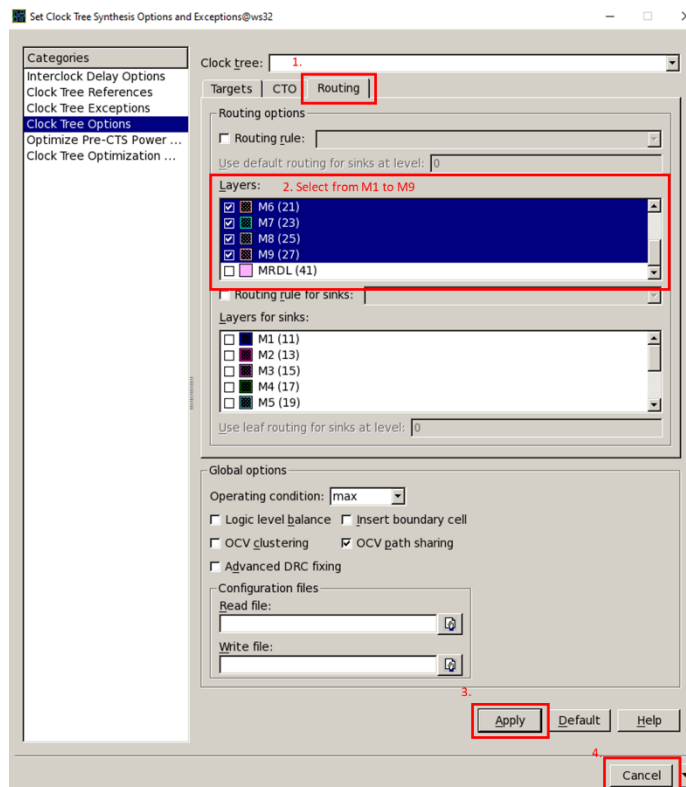 Set Clock Tree Synthesis Options and Exceptions@ws32
Categories
Interclock Delay Options
Clock Tree References
Clock Tree Exceptions
Clock Tree Options
Optimize Pre-CTS Power ...
Clock Tree Optimization ...
Clock tree: 1.
Targets CTO Routing
Routing options
Routing rule:
Use default routing for sinks at level: 0
Layers: 2. Select from M1 to M9
M6 (21)
M7 (23)
M8 (25)
M9 (27)
MRDL (41)
Routing rule for sinks:
Layers for sinks:
M1 (11)
M2 (13)
M3 (15)
M4 (17)
M5 (19)
Use leaf routing for sinks at level: 0
Global options
Operating condition: max
Logic level balance Insert boundary cell
OCV clustering OCV path sharing
Advanced DRC fixing
Configuration files
Read file:
Write file:
3.
Apply Default Help
4.
Cancel